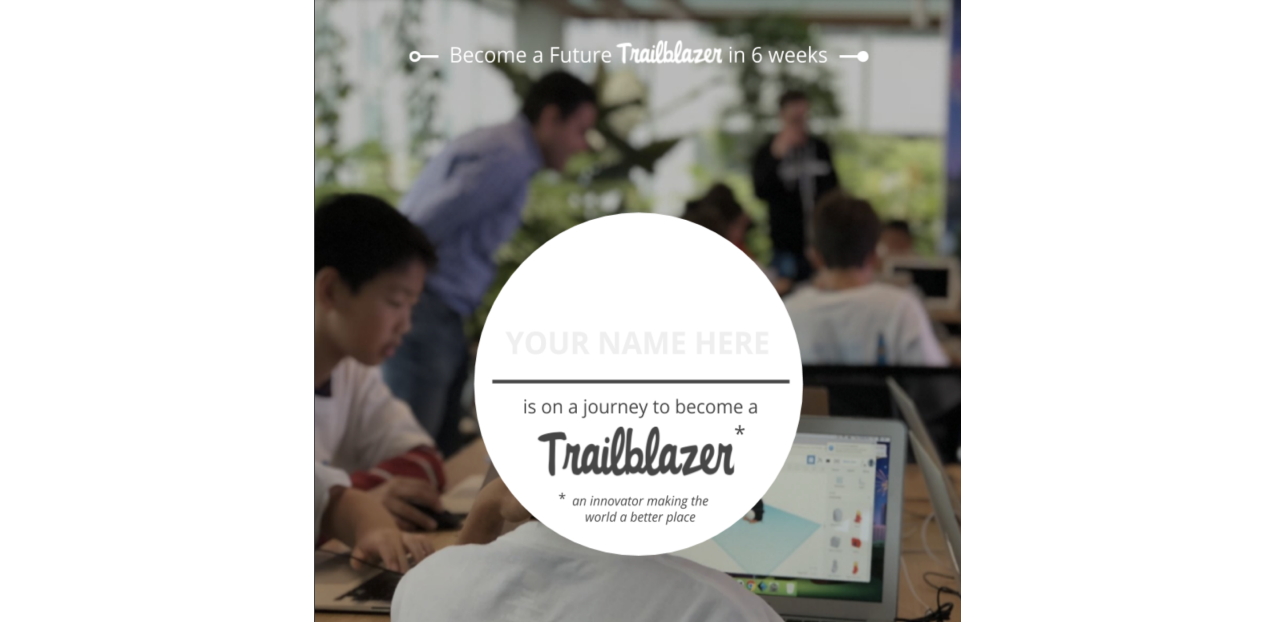 Become a Future Trailblazer in 6 weeks
YOUR NAME HERE
is on a journey to become a
Trailblazer*
* an innovator making the
world a better place